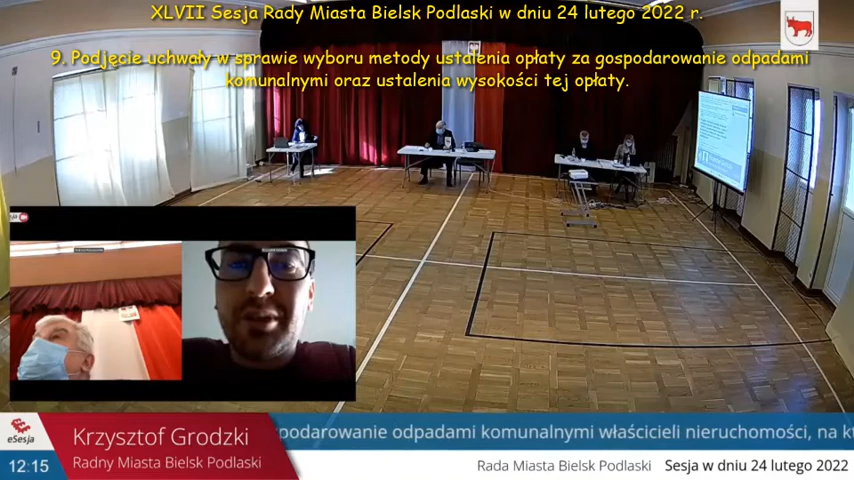 XLVII Sesja Rady Miasta Bielsk Podlaski w dniu 24 lutego 2022 r.
9. Podjęcie uchwały w sprawie wyboru metody ustalenia opłaty za gospodarowanie odpadami
komunalnymi oraz ustalenia wysokości tej opłaty.
eSesja
12:15
Krzysztof Grodzki
Radny Miasta Bielsk Podlaski
podarowanie odpadami komunalnymi właścicieli nieruchomości, na kt
Rada Miasta Bielsk Podlaski Sesja w dniu 24 lutego 2022